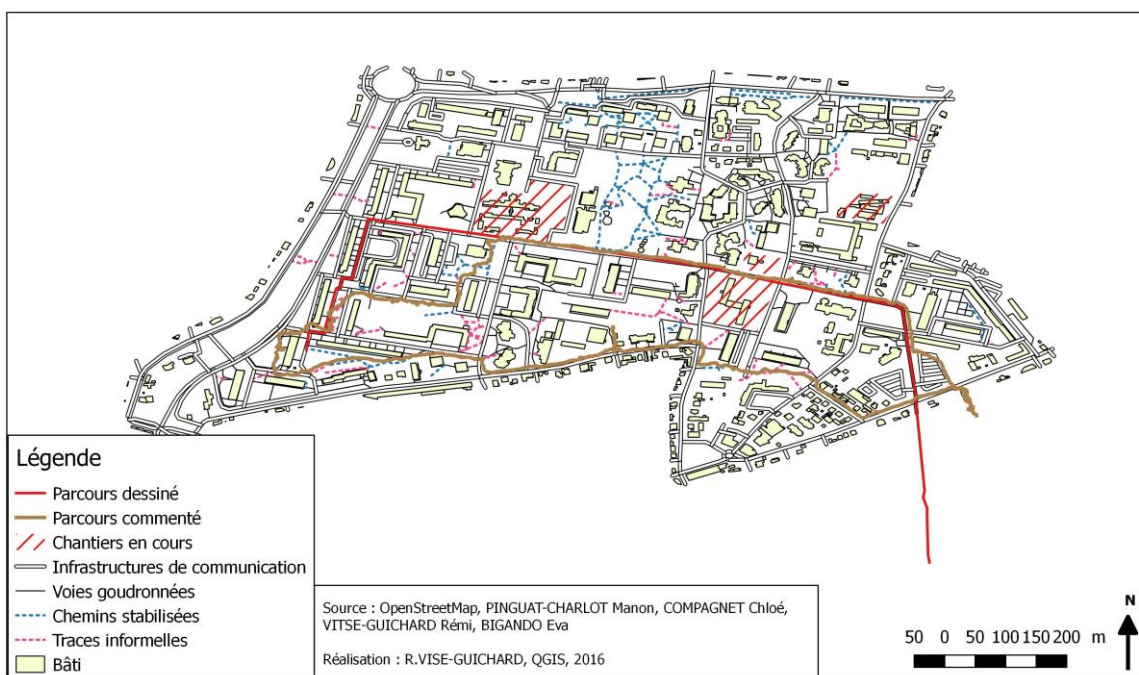 Légende
Parcours dessiné
Parcours commenté
Chantiers en cours
Infrastructures de communication
Voies goudronnées
Chemins stabilisées
Traces informelles
Bâti
Source : OpenStreetMap, PINGUAT-CHARLOT Manon, COMPAGNET Chloé,
VITSE-GUICHARD Rémi, BIGANDO Eva
Réalisation : R.VISE-GUICHARD, QGIS, 2016
N
50 0 50 100 150 200 m